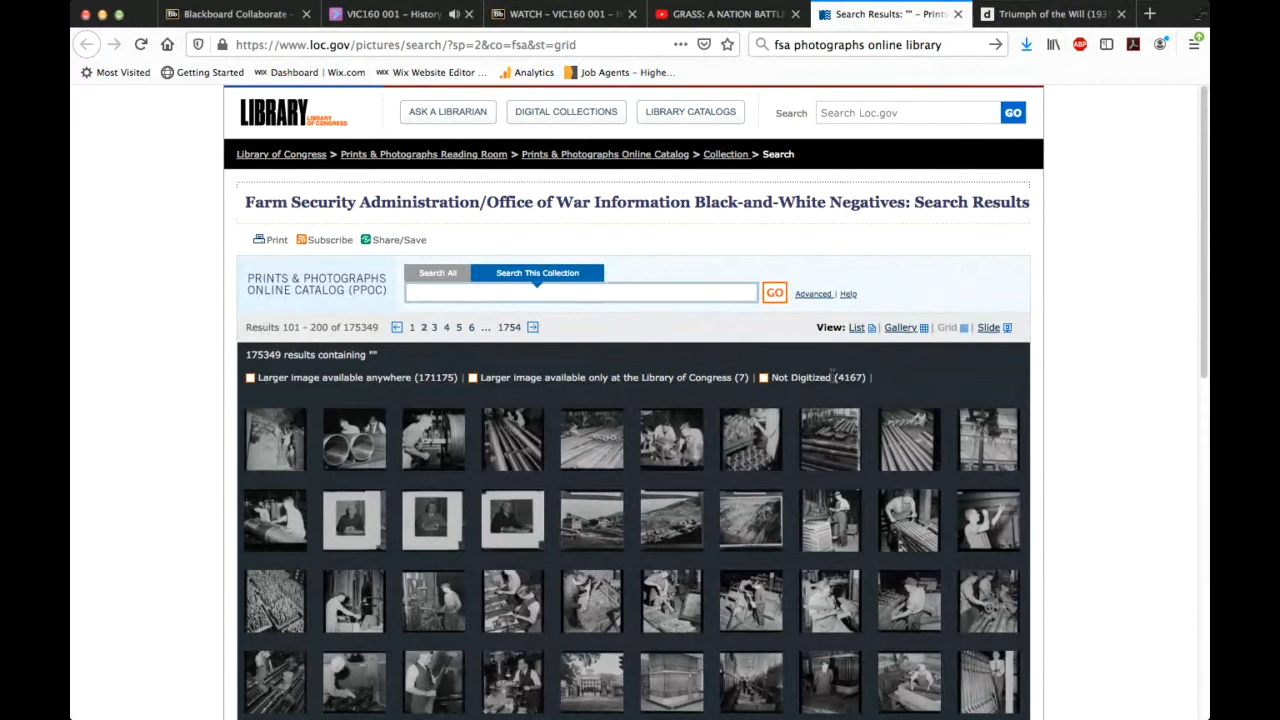 Blackboard Collaborate -
VIC160 001 – History
WATCH – VIC160 001 –
GRASS: A NATION BATTL
Search Results: "" – Prints
Triumph of the Will (193
https://www.loc.gov/pictures/search/?sp=2&co=fsa&st=grid
fsa photographs online library
Most Visited
Getting Started
Dashboard | Wix.com
Wix Website Editor ...
Analytics
Job Agents – Highe...
LIBRARY LIBRARY OF CONGRESS
ASK A LIBRARIAN
DIGITAL COLLECTIONS
LIBRARY CATALOGS
Search
Search Loc.gov
GO
Library of Congress > Prints & Photographs Reading Room > Prints & Photographs Online Catalog > Collection > Search
Farm Security Administration/Office of War Information Black-and-White Negatives: Search Results
Print Subscribe Share/Save
Search All
Search This Collection
PRINTS & PHOTOGRAPHS
ONLINE CATALOG (PPOC)
GO
Advanced | Help
Results 101 - 200 of 175349
1 2 3 4 5 6 ... 1754
View: List | Gallery | Grid | Slide
175349 results containing ""
Larger image available anywhere (171175) | Larger image available only at the Library of Congress (7) | Not Digitized (4167) |